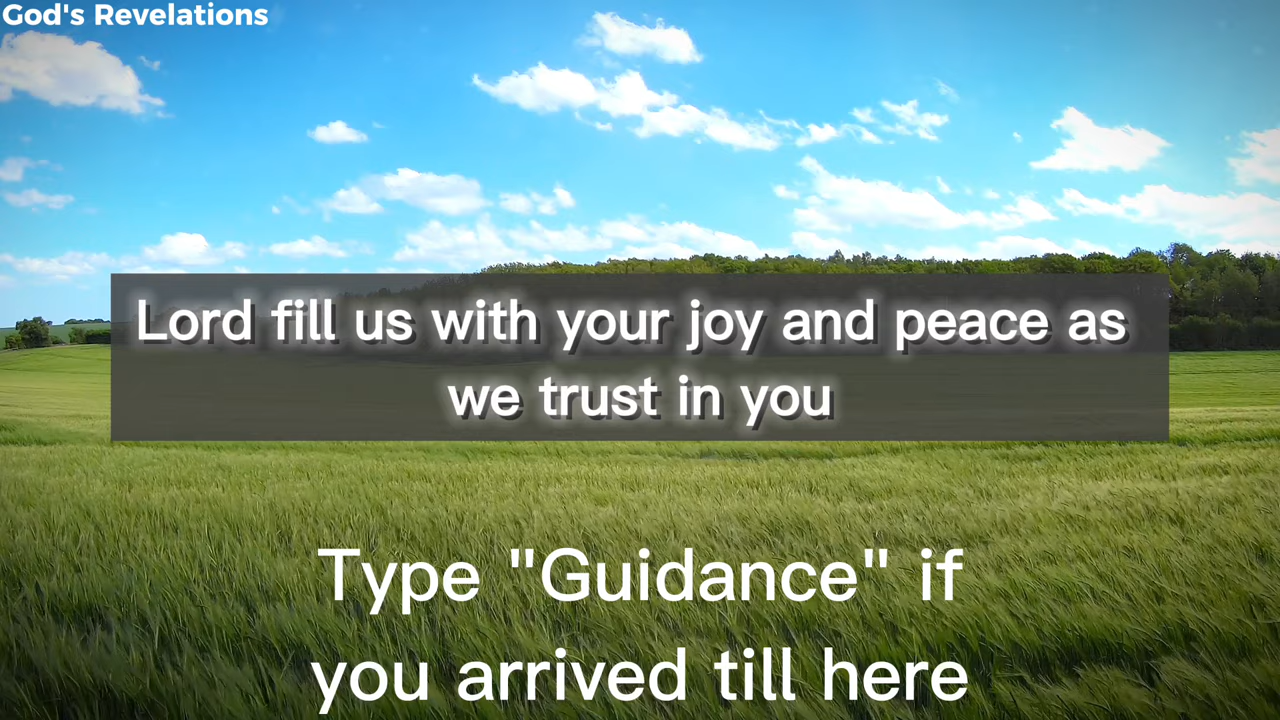 God's Revelations
Lord fill us with your joy and peace as
we trust in you
Type "Guidance" if
you arrived till here